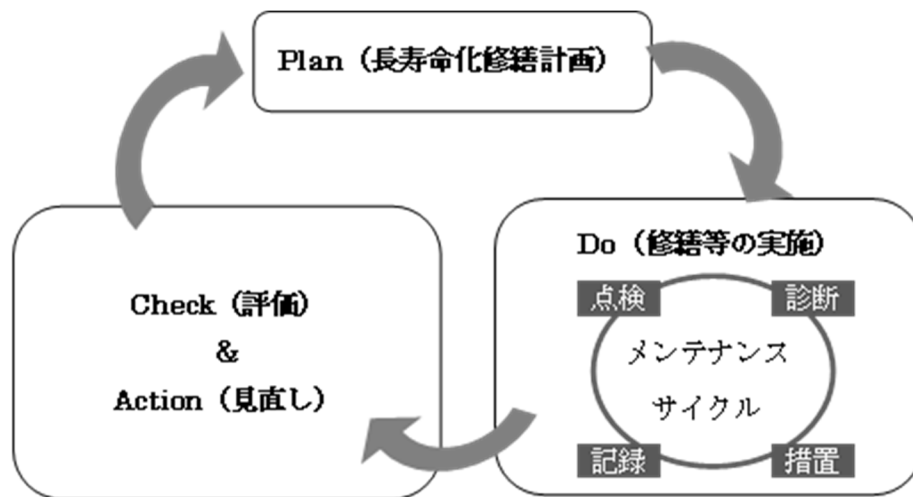 Plan（長寿命化修繕計画）
Do（修繕等の実施）
点検
診断
メンテナンス
サイクル
記録
措置
Check（評価）
&
Action（見直し）